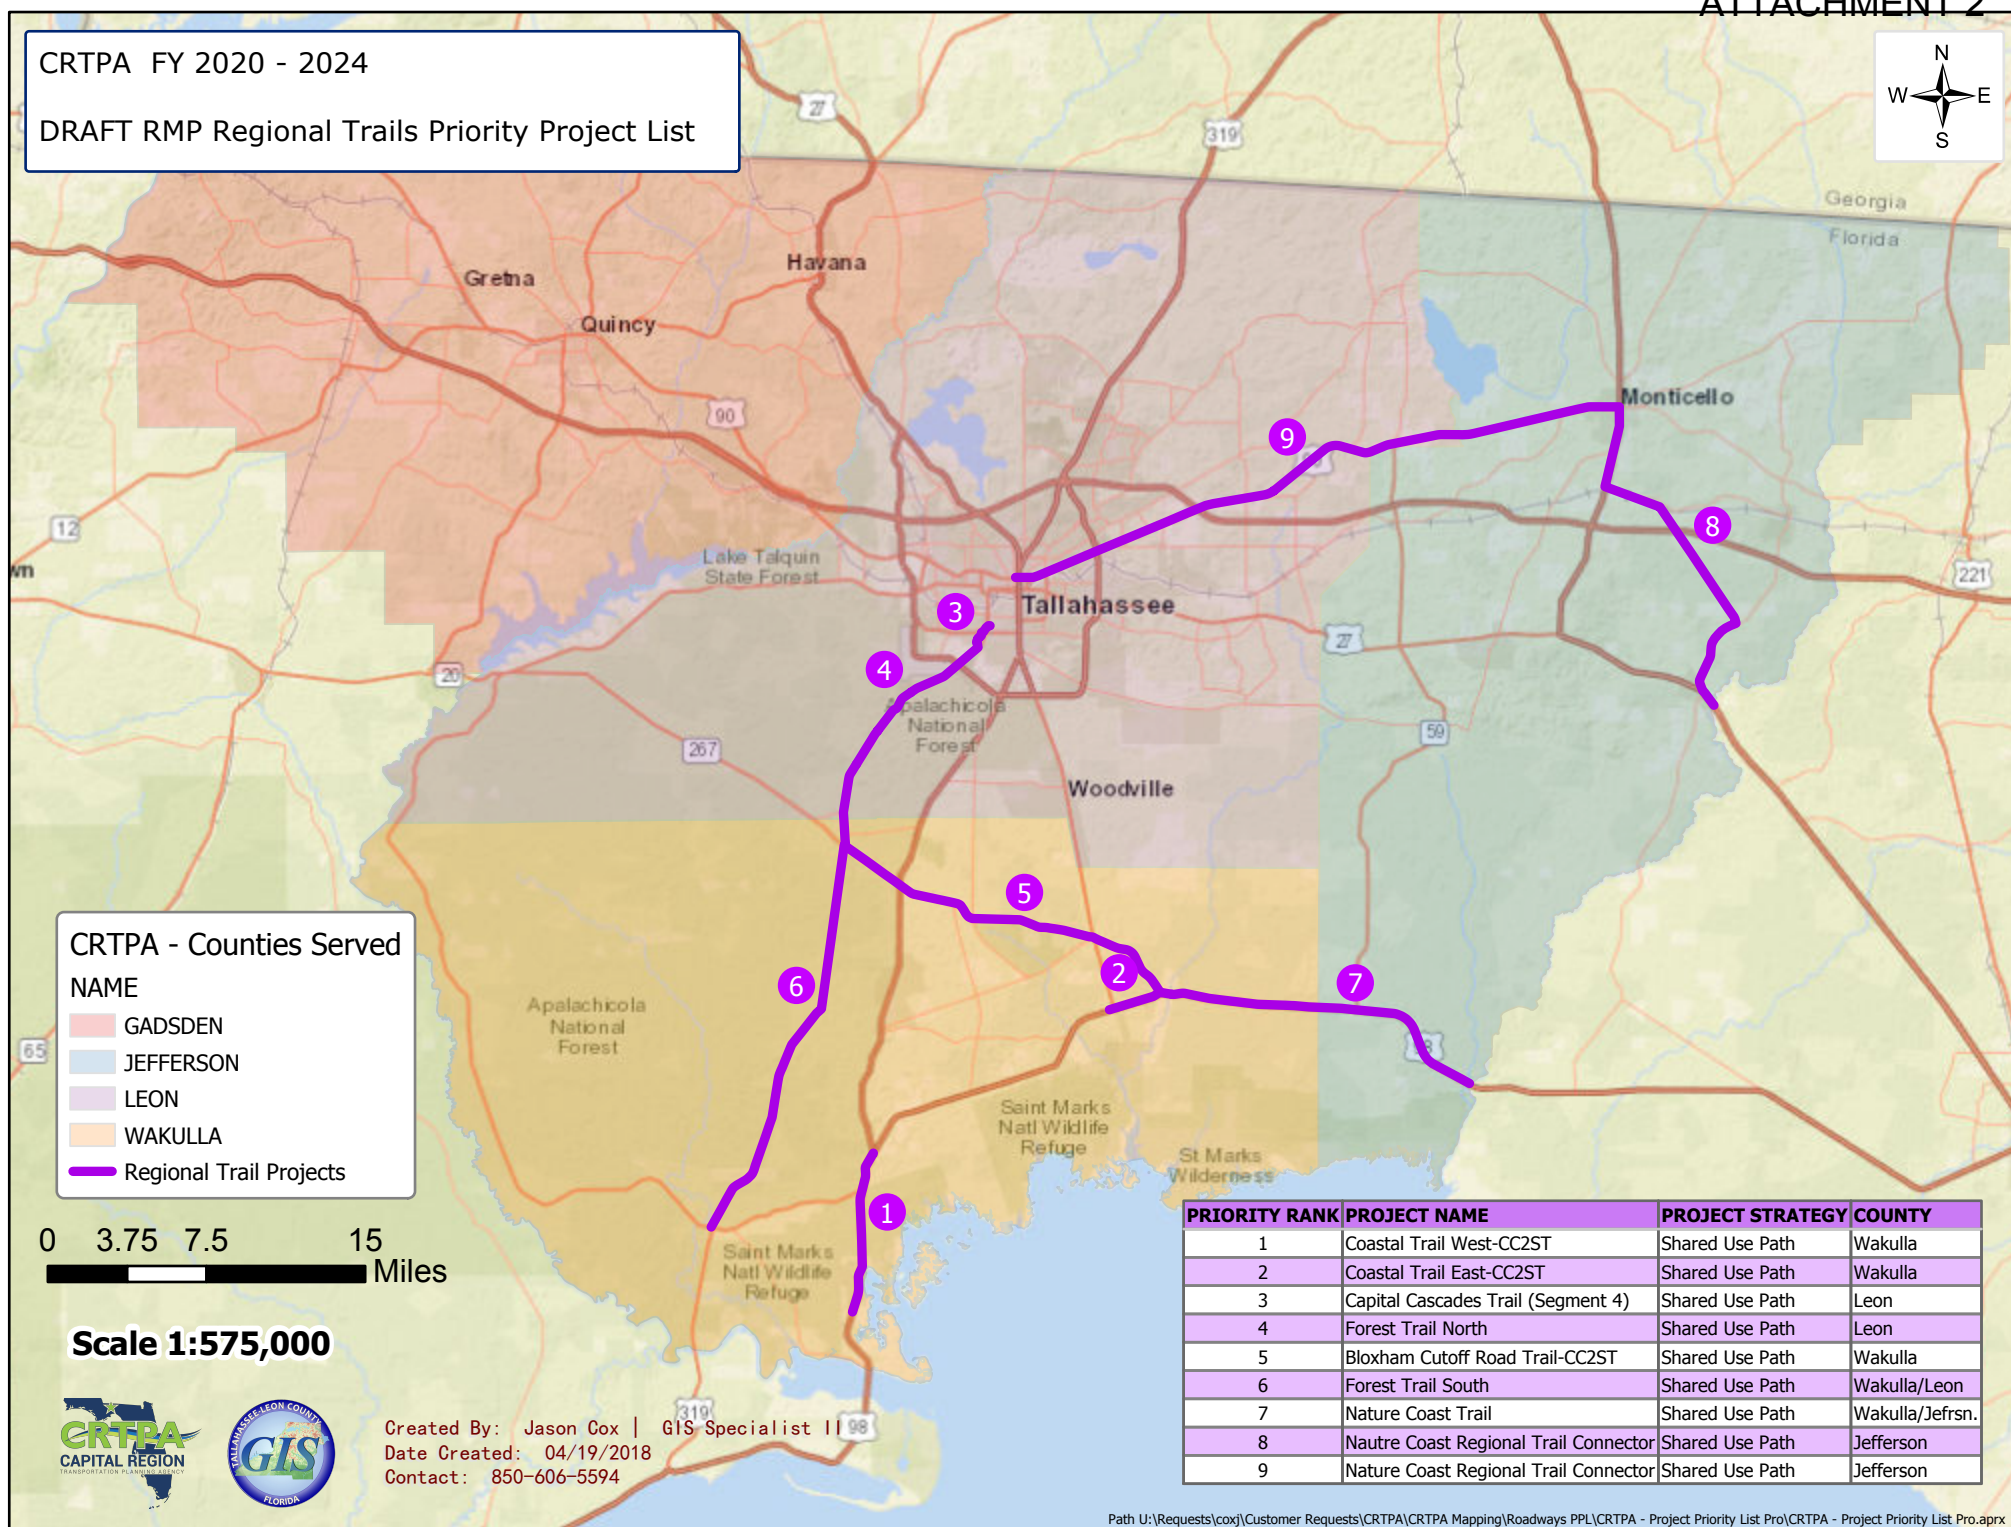 ATTACHMENT 2
CRTPA FY 2020 - 2024
DRAFT RMP Regional Trails Priority Project List
N
W E
S
27
319
Georgia
Florida
Havana
Gretna
Quincy
90
Monticello
9
12
8
Lake Talquin
State Forest
221
3
Tallahassee
27
4
20
Apalachicola
National
Forest
59
267
Woodville
5
2
7
6
Apalachicola
National
Forest
65
Saint Marks
Natl Wildlife
Refuge
St Marks
Wilderness
1
Saint Marks
Natl Wildlife
Refuge
319
98
CRTPA - Counties Served
NAME
GADSDEN
JEFFERSON
LEON
WAKULLA
Regional Trail Projects
0 3.75 7.5 15
Miles
Scale 1:575,000
CRTPA
CAPITAL REGION
TRANSPORTATION PLANNING AGENCY
TALLAHASSEE-LEON COUNTY
GIS
FLORIDA
Created By: Jason Cox | GIS Specialist II
Date Created: 04/19/2018
Contact: 850-606-5594
PRIORITY RANK PROJECT NAME PROJECT STRATEGY COUNTY
1 Coastal Trail West-CC2ST Shared Use Path Wakulla
2 Coastal Trail East-CC2ST Shared Use Path Wakulla
3 Capital Cascades Trail (Segment 4) Shared Use Path Leon
4 Forest Trail North Shared Use Path Leon
5 Bloxham Cutoff Road Trail-CC2ST Shared Use Path Wakulla
6 Forest Trail South Shared Use Path Wakulla/Leon
7 Nature Coast Trail Shared Use Path Wakulla/Jefrsn.
8 Nautre Coast Regional Trail Connector Shared Use Path Jefferson
9 Nature Coast Regional Trail Connector Shared Use Path Jefferson
Path U:\Requests\coxj\Customer Requests\CRTPA\CRTPA Mapping\Roadways PPL\CRTPA - Project Priority List Pro\CRTPA - Project Priority List Pro.aprx